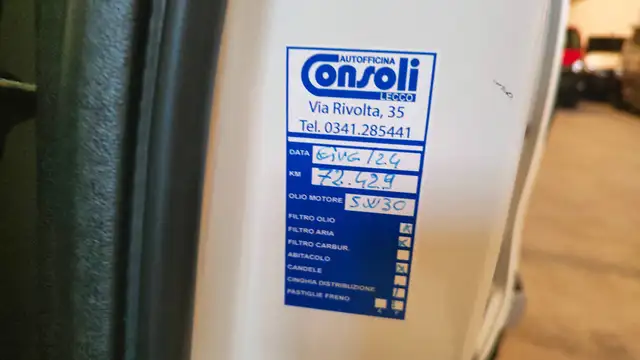 AUTOFFICINA
Consoli
LECCO
Via Rivolta, 35
Tel. 0341.285441
DATA GIUG/24
KM 72.429
OLIO MOTORE 5W30
FILTRO OLIO X
FILTRO ARIA X
FILTRO CARBUR.
ABITACOLO X
CANDELE
CINGHIA DISTRIBUZIONE
PASTIGLIE FRENO